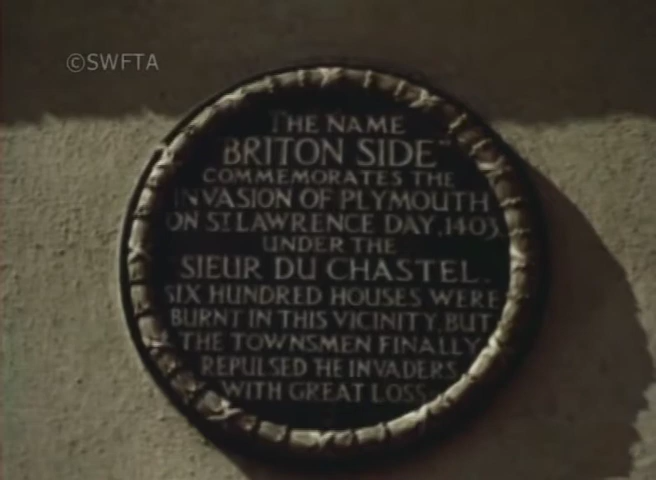 ©SWFTA
THE NAME
"BRITON SIDE"
COMMEMORATES THE
INVASION OF PLYMOUTH
ON ST LAWRENCE DAY, 1403
UNDER THE
SIEUR DU CHASTEL.
SIX HUNDRED HOUSES WERE
BURNT IN THIS VICINITY, BUT
THE TOWNSMEN FINALLY
REPULSED THE INVADERS
WITH GREAT LOSS